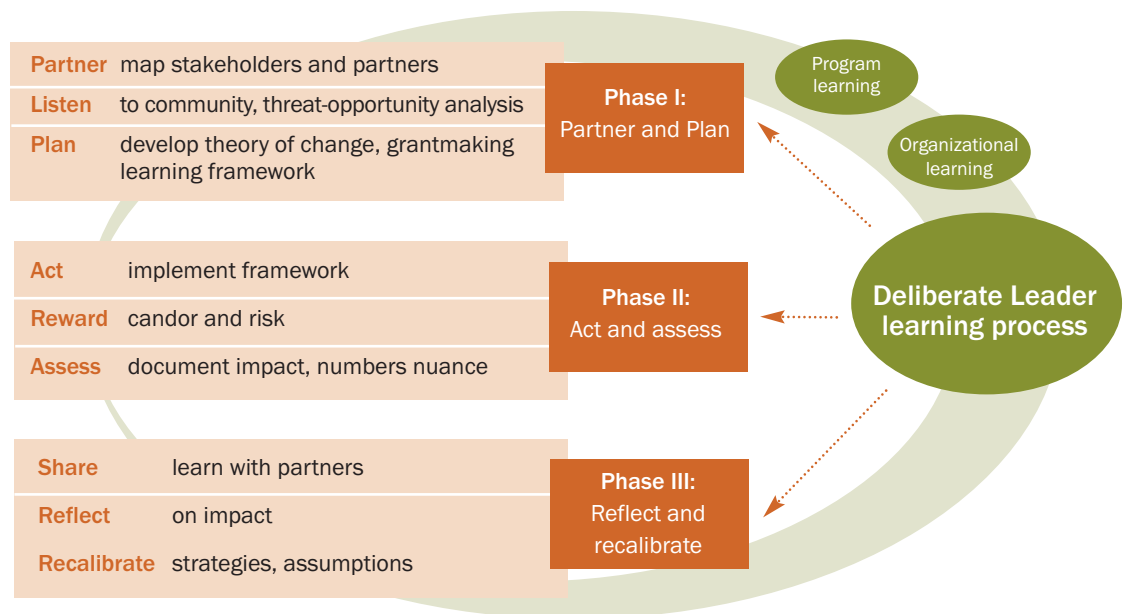 Partner map stakeholders and partners
Listen to community, threat-opportunity analysis
Plan develop theory of change, grantmaking
learning framework
Phase I:
Partner and Plan
Program
learning
Organizational
learning
Deliberate Leader
learning process
Act implement framework
Reward candor and risk
Assess document impact, numbers nuance
Phase II:
Act and assess
Share learn with partners
Reflect on impact
Recalibrate strategies, assumptions
Phase III:
Reflect and
recalibrate